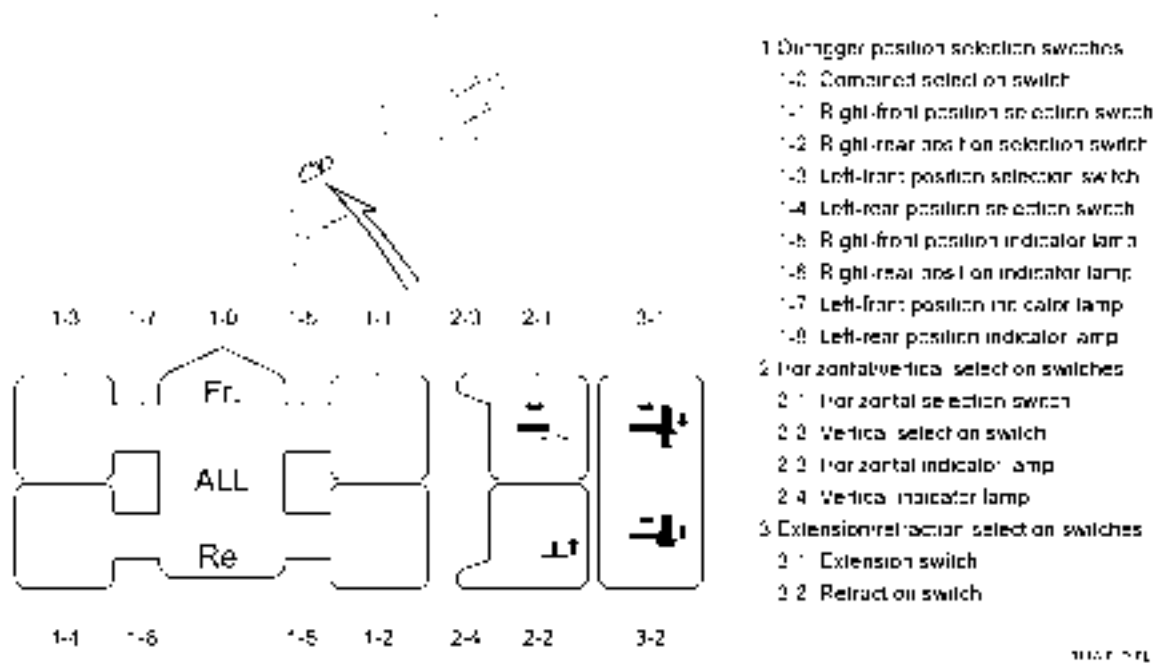 1 Outrigger position selection switches
1-0 Combined selection switch
1-1 Right-front position selection switch
1-2 Right-rear position selection switch
1-3 Left-front position selection switch
1-4 Left-rear position selection switch
1-5 Right-front position indicator lamp
1-6 Right-rear position indicator lamp
1-7 Left-front position indicator lamp
1-8 Left-rear position indicator lamp
2 Horizontal/vertical selection switches
2-1 Horizontal selection switch
2-2 Vertical selection switch
2-3 Horizontal indicator lamp
2-4 Vertical indicator lamp
3 Extension/retraction selection switches
3-1 Extension switch
3-2 Retraction switch
1-3 1-7 1-0 1-5 1-1 2-3 2-1 3-1
Fr.
ALL
Re
1-4 1-8 1-2 2-4 2-2 3-2